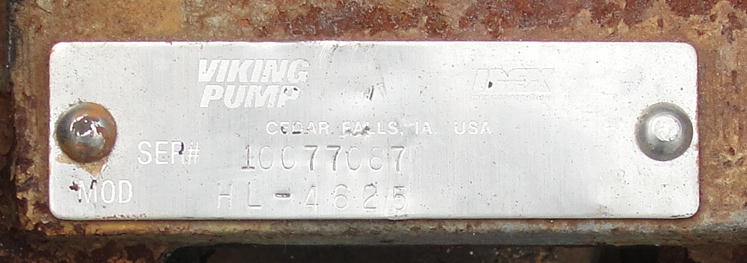 VIKING
PUMP
IDEX
CEDAR FALLS, IA. USA
SER# 10077067
MOD HL-4625